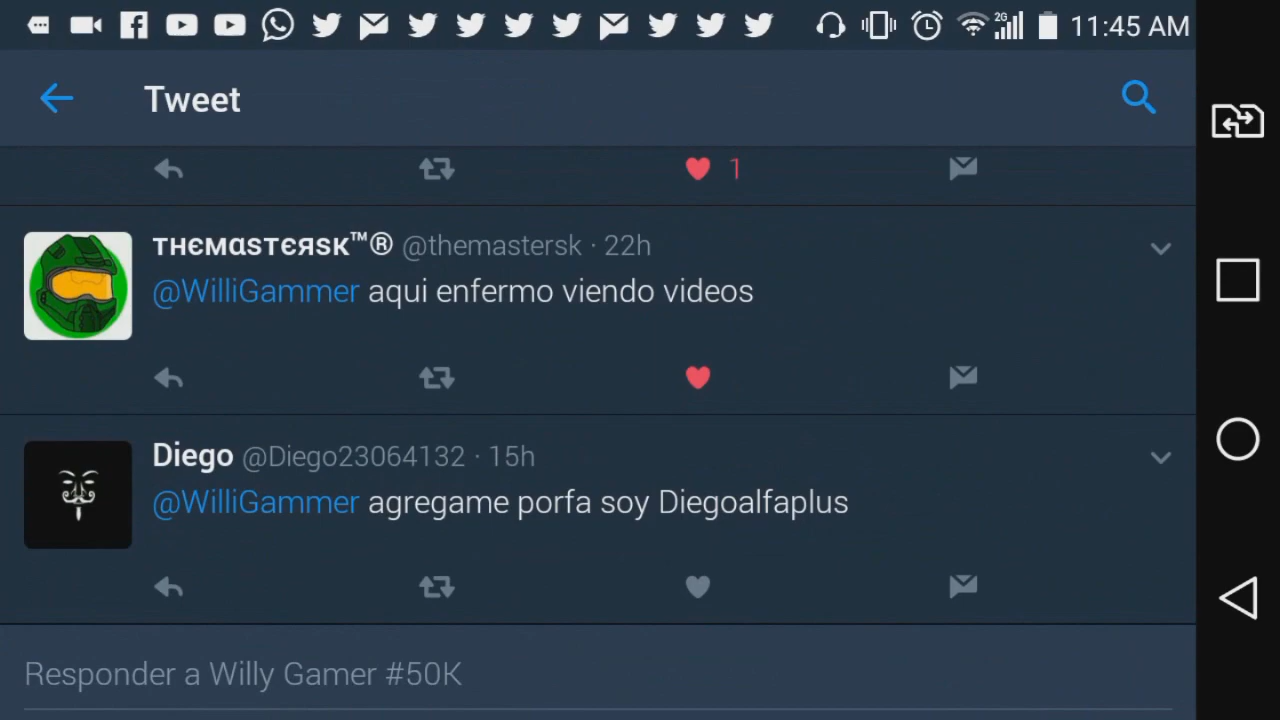 2G 11:45 AM
Tweet
1
тнємαѕтєяѕк™® @themastersk · 22h
@WilliGammer aqui enfermo viendo videos
Diego @Diego23064132 · 15h
@WilliGammer agregame porfa soy Diegoalfaplus
Responder a Willy Gamer #50K